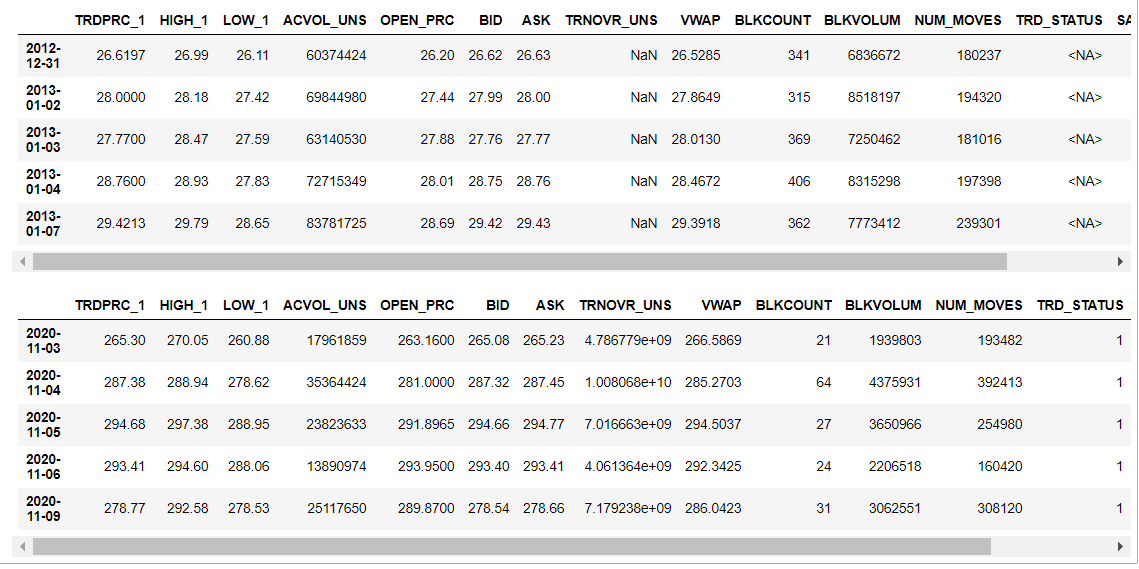 TRDPRC_1 HIGH_1 LOW_1 ACVOL_UNS OPEN_PRC BID ASK TRNOVR_UNS VWAP BLKCOUNT BLKVOLUM NUM_MOVES TRD_STATUS SA
2012-
12-31 26.6197 26.99 26.11 60374424 26.20 26.62 26.63 NaN 26.5285 341 6836672 180237 <NA>
2013-
01-02 28.0000 28.18 27.42 69844980 27.44 27.99 28.00 NaN 27.8649 315 8518197 194320 <NA>
2013-
01-03 27.7700 28.47 27.59 63140530 27.88 27.76 27.77 NaN 28.0130 369 7250462 181016 <NA>
2013-
01-04 28.7600 28.93 27.83 72715349 28.01 28.75 28.76 NaN 28.4672 406 8315298 197398 <NA>
2013-
01-07 29.4213 29.79 28.65 83781725 28.69 29.42 29.43 NaN 29.3918 362 7773412 239301 <NA>
TRDPRC_1 HIGH_1 LOW_1 ACVOL_UNS OPEN_PRC BID ASK TRNOVR_UNS VWAP BLKCOUNT BLKVOLUM NUM_MOVES TRD_STATUS
2020-
11-03 265.30 270.05 260.88 17961859 263.1600 265.08 265.23 4.786779e+09 266.5869 21 1939803 193482 1
2020-
11-04 287.38 288.94 278.62 35364424 281.0000 287.32 287.45 1.008068e+10 285.2703 64 4375931 392413 1
2020-
11-05 294.68 297.38 288.95 23823633 291.8965 294.66 294.77 7.016663e+09 294.5037 27 3650966 254980 1
2020-
11-06 293.41 294.60 288.06 13890974 293.9500 293.40 293.41 4.061364e+09 292.3425 24 2206518 160420 1
2020-
11-09 278.77 292.58 278.53 25117650 289.8700 278.54 278.66 7.179238e+09 286.0423 31 3062551 308120 1